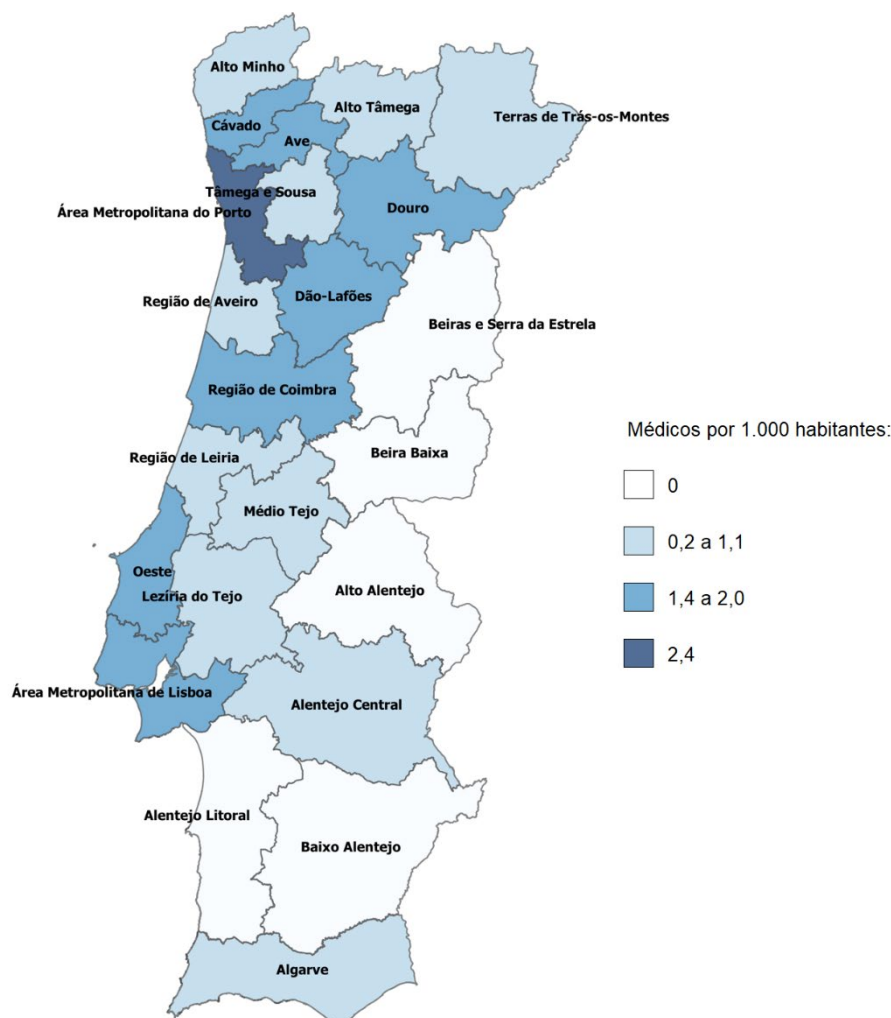 Alto Minho
Alto Tâmega
Terras de Trás-os-Montes
Cávado
Ave
Tâmega e Sousa
Área Metropolitana do Porto
Douro
Região de Aveiro
Dão-Lafões
Beiras e Serra da Estrela
Região de Coimbra
Região de Leiria
Beira Baixa
Médio Tejo
Oeste
Lezíria do Tejo
Alto Alentejo
Área Metropolitana de Lisboa
Alentejo Central
Alentejo Litoral
Baixo Alentejo
Algarve
Médicos por 1.000 habitantes:
0
0,2 a 1,1
1,4 a 2,0
2,4